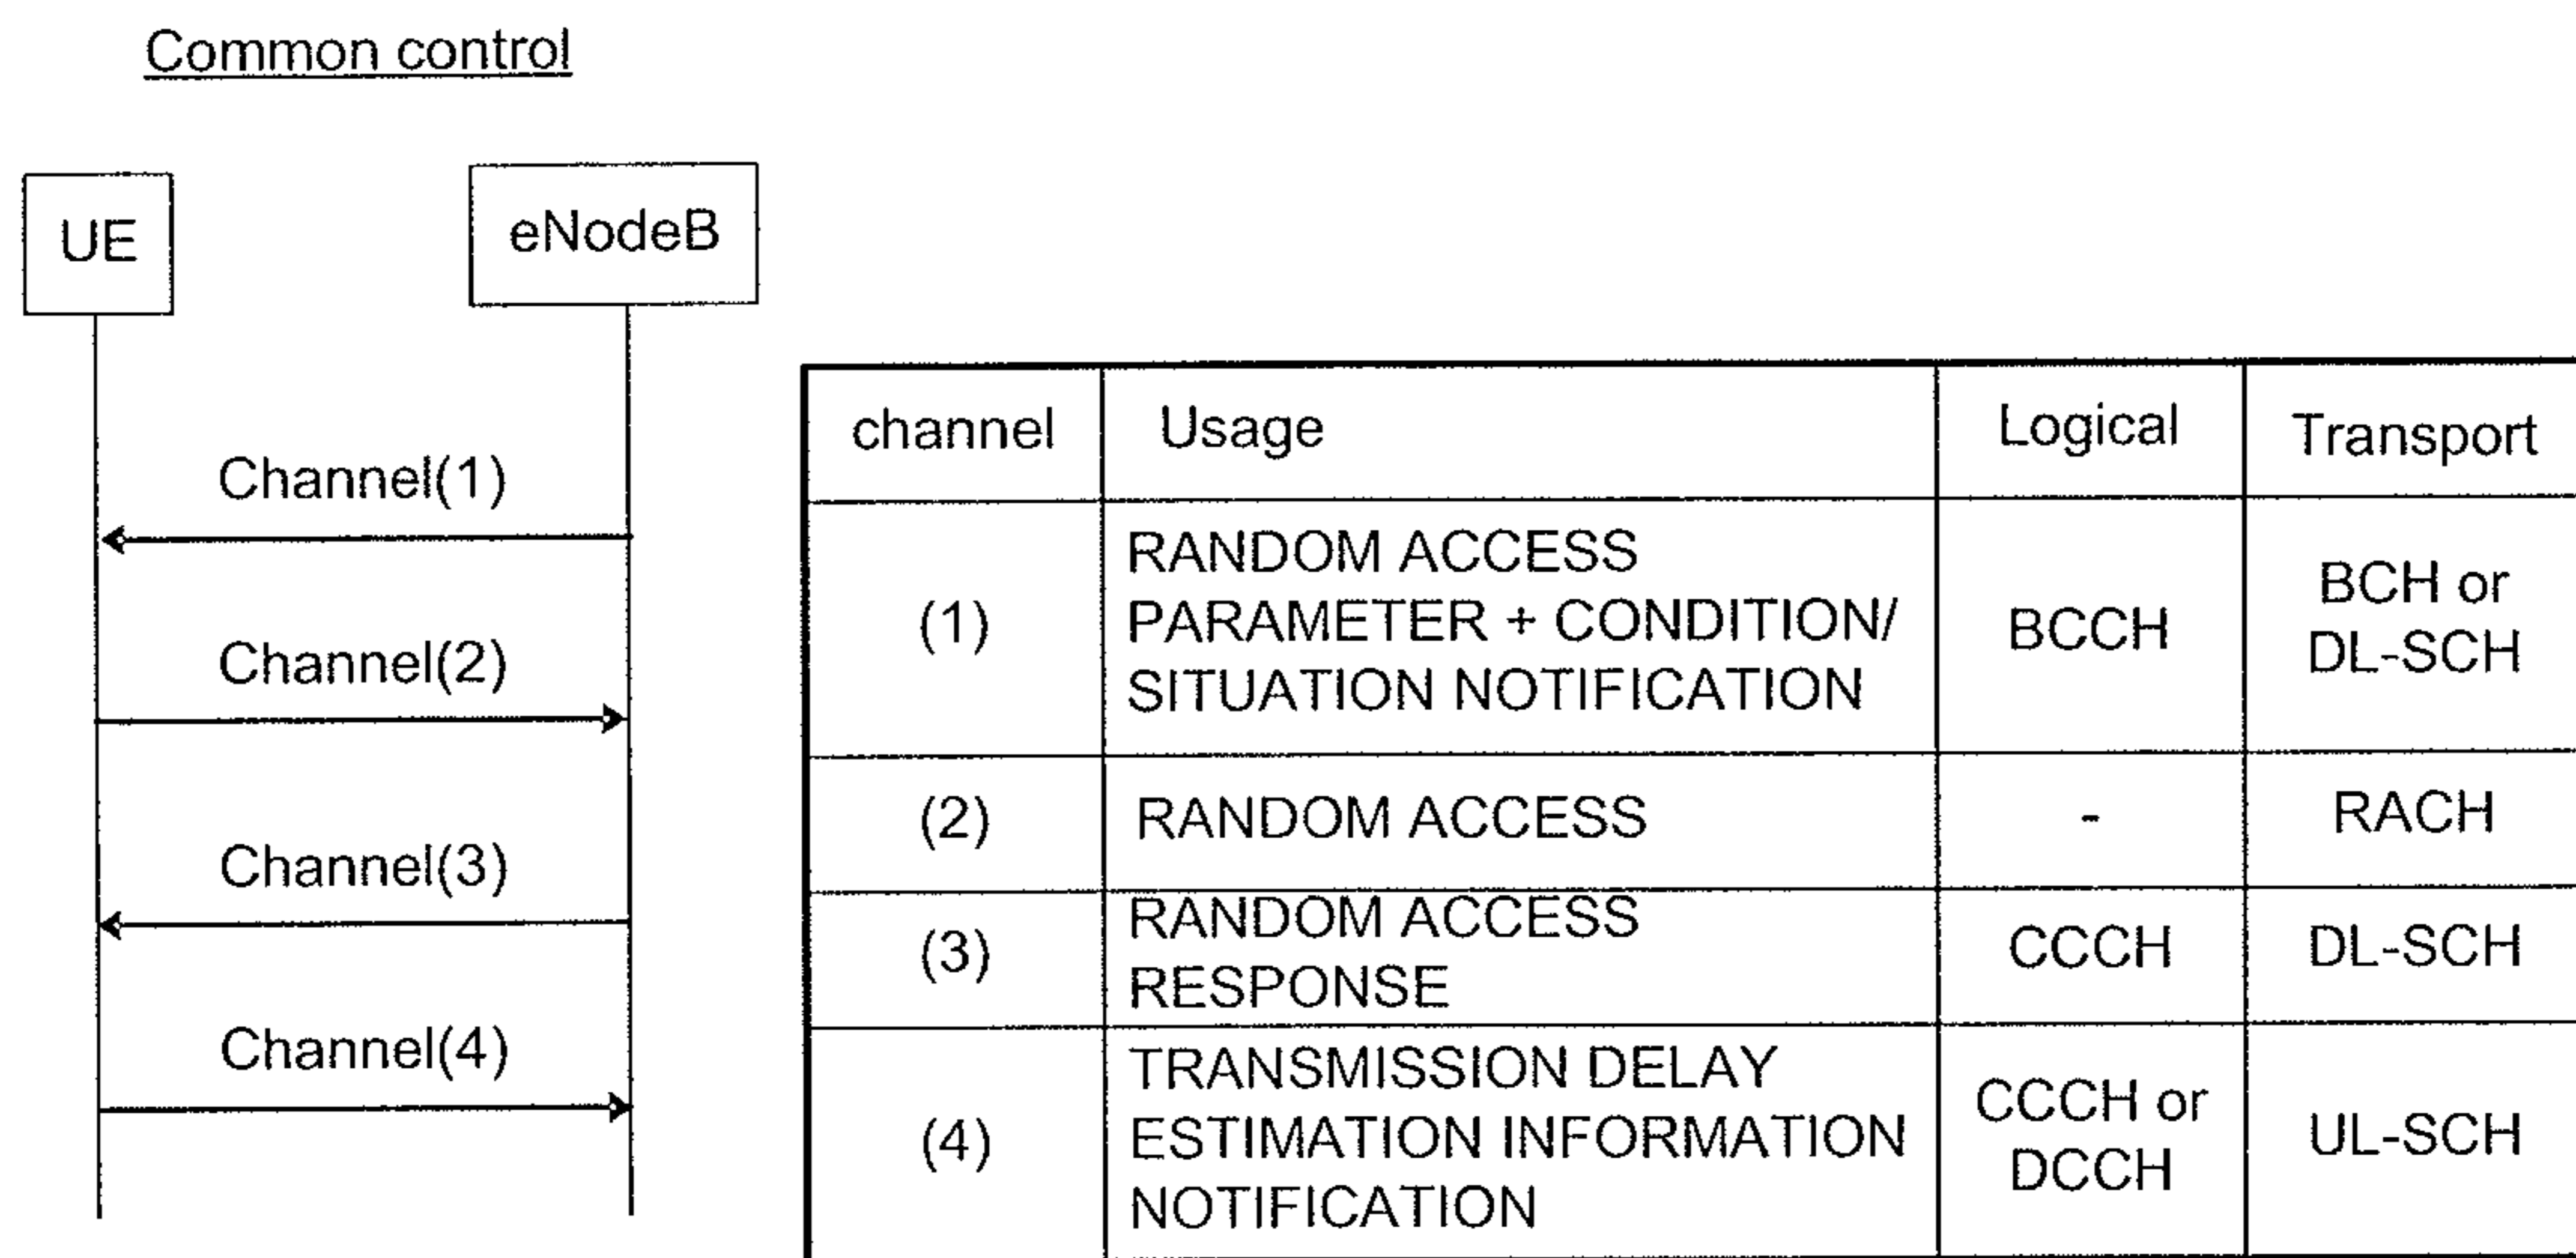 Common control
UE
eNodeB
Channel(1)
Channel(2)
Channel(3)
Channel(4)
channel
Usage
Logical
Transport
(1)
RANDOM ACCESS
PARAMETER + CONDITION/
SITUATION NOTIFICATION
BCCH
BCH or
DL-SCH
(2)
RANDOM ACCESS
-
RACH
(3)
RANDOM ACCESS
RESPONSE
CCCH
DL-SCH
(4)
TRANSMISSION DELAY
ESTIMATION INFORMATION
NOTIFICATION
CCCH or
DCCH
UL-SCH